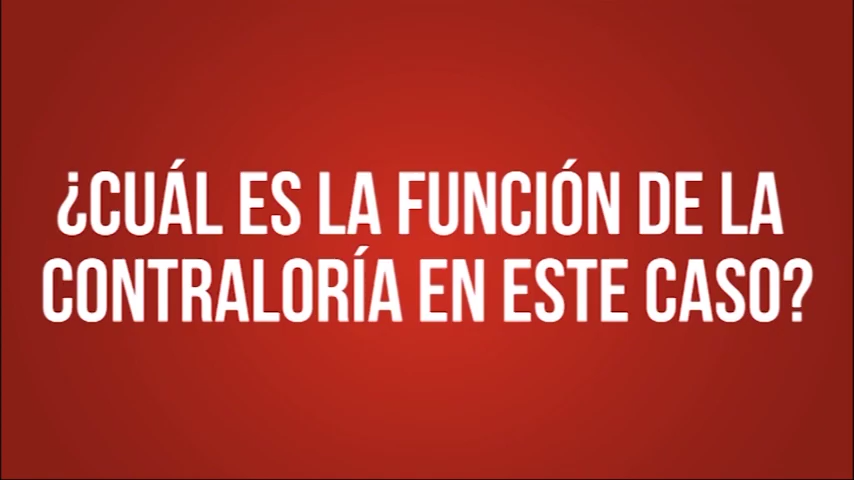 ¿CUÁL ES LA FUNCIÓN DE LA
CONTRALORÍA EN ESTE CASO?